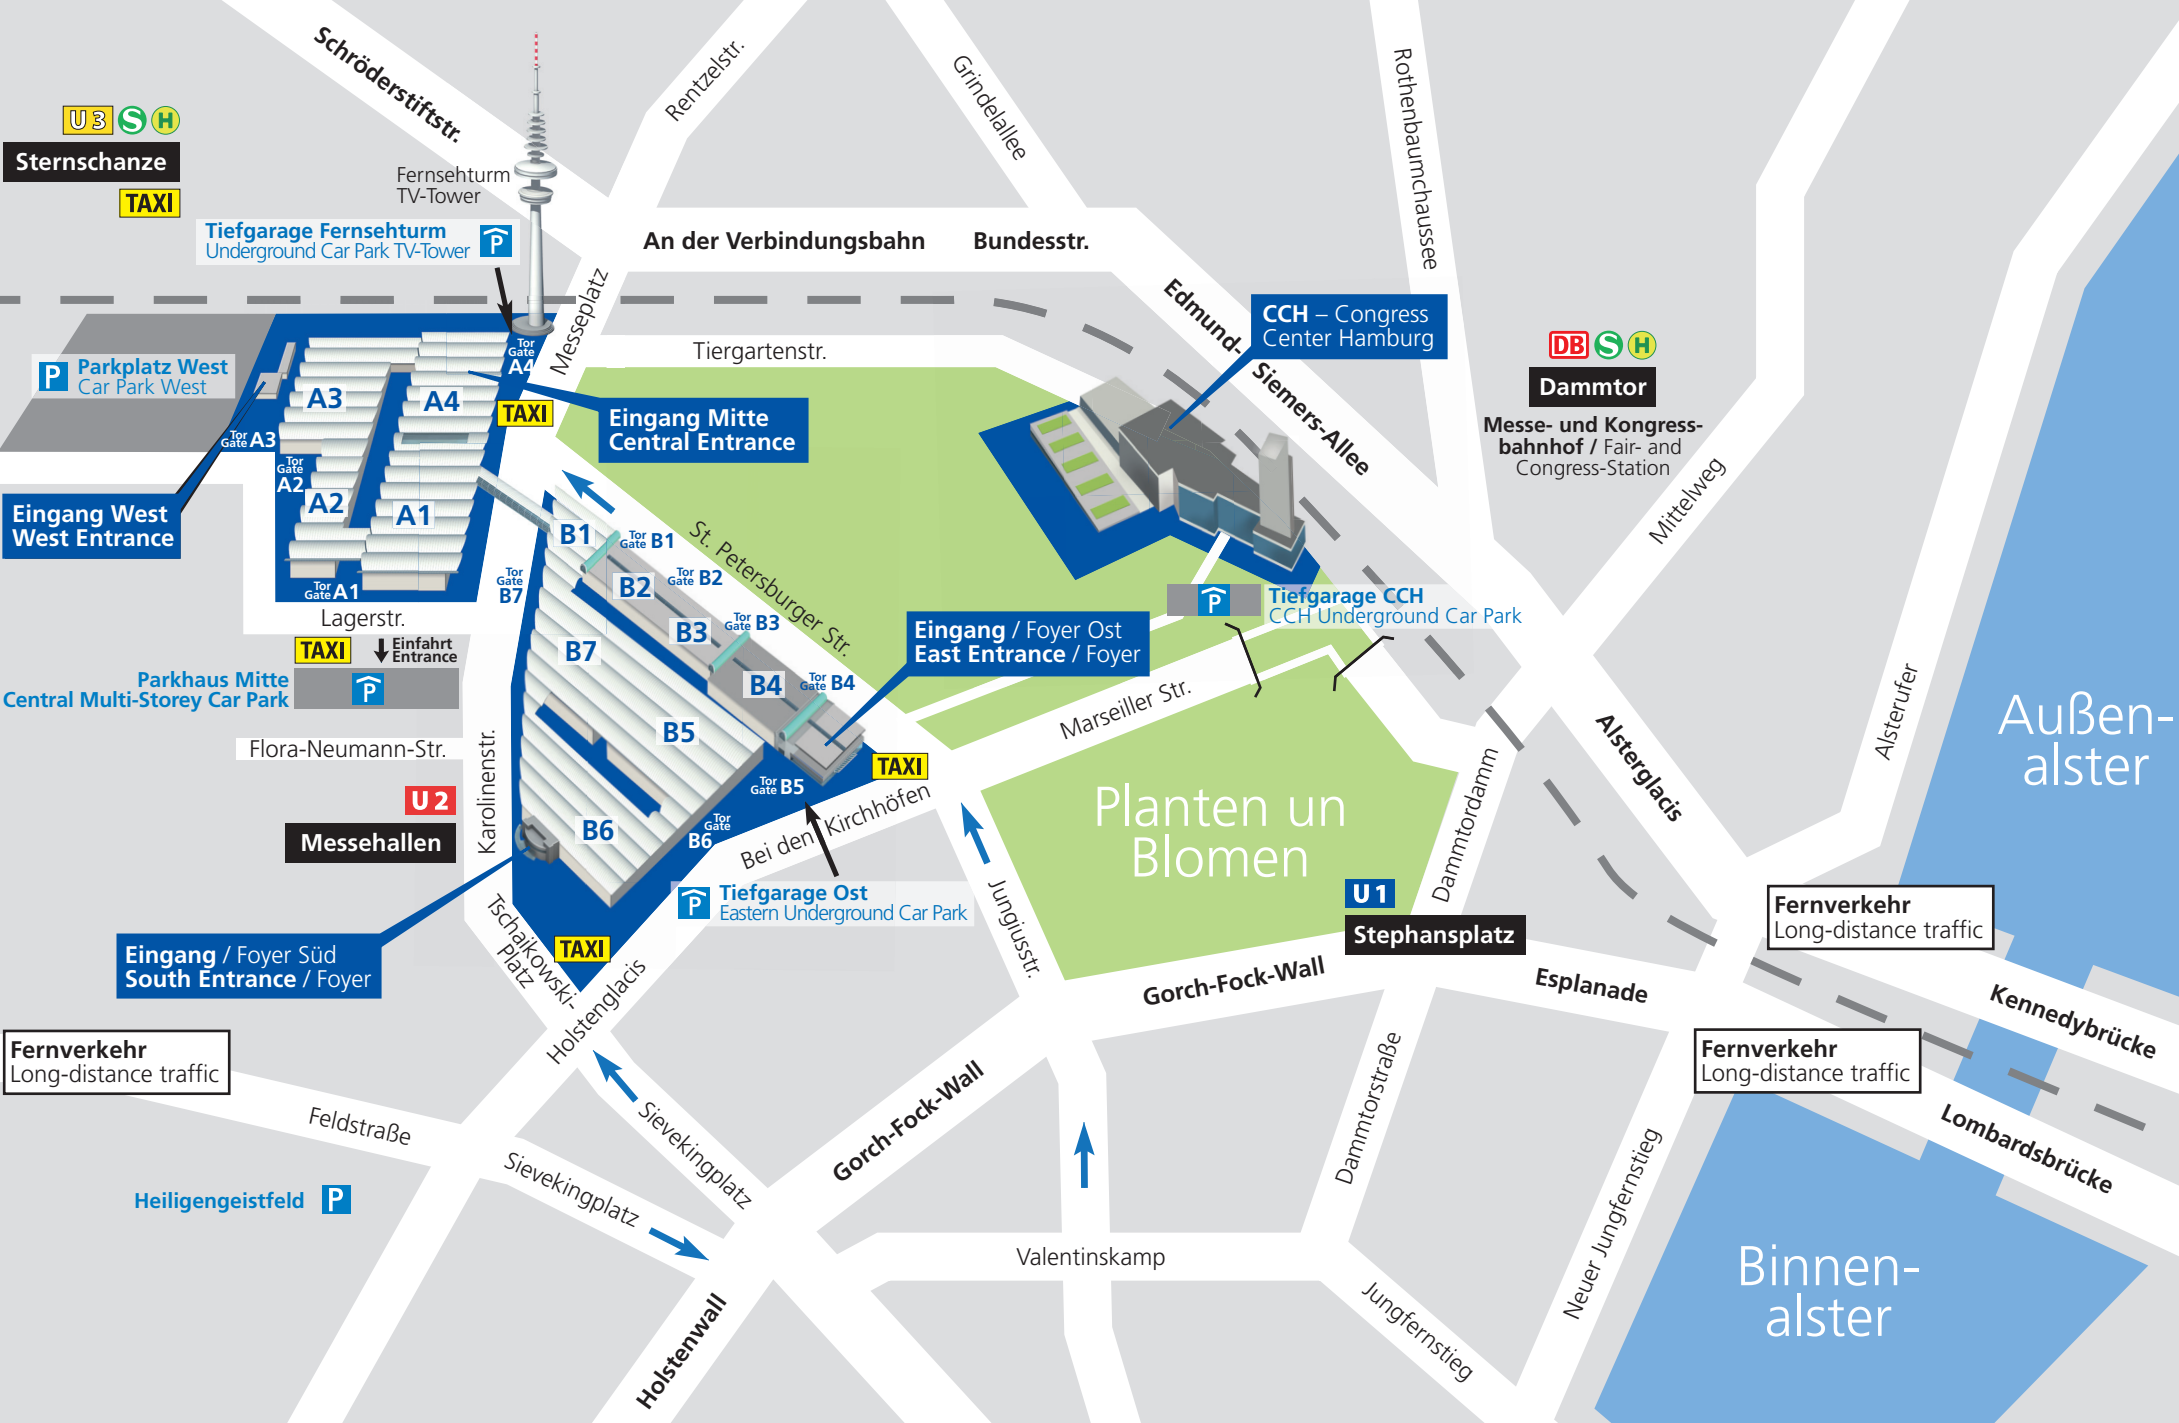 Schröderstiftstr.
Rentzelstr.
Grindelallee
Rothenbaumchaussee
U3 S H
Sternschanze
TAXI
Fernsehturm
TV-Tower
Tiefgarage Fernsehturm
Underground Car Park TV-Tower
P
An der Verbindungsbahn
Bundesstr.
Messeplatz
Tiergartenstr.
Edmund-
Siemers-Allee
CCH – Congress
Center Hamburg
DB S H
Dammtor
Messe- und Kongress-
bahnhof / Fair- and
Congress-Station
Mittelweg
P
Parkplatz West
Car Park West
A3
A4
Tor
Gate
A4
TAXI
Eingang Mitte
Central Entrance
Tor
Gate A3
Tor
Gate
A2
A2
A1
Eingang West
West Entrance
Tor
Gate A1
Lagerstr.
Tor
Gate
B7
B1
Tor
Gate B1
B2
Tor
Gate B2
St. Petersburger Str.
B3
Tor
Gate B3
B4
Tor
Gate B4
B7
B5
B6
Eingang / Foyer Ost
East Entrance / Foyer
P
Tiefgarage CCH
CCH Underground Car Park
TAXI
Einfahrt
Entrance
Parkhaus Mitte
Central Multi-Storey Car Park
P
Flora-Neumann-Str.
Karolinenstr.
U2
Messehallen
Marseiller Str.
TAXI
Tor
Gate B5
Tor
Gate
B6
Bei den Kirchhöfen
P
Tiefgarage Ost
Eastern Underground Car Park
Planten un
Blomen
Jungiusstr.
Dammtordamm
Alsterglacis
Alsterufer
Außen-
alster
U1
Stephansplatz
Fernverkehr
Long-distance traffic
Eingang / Foyer Süd
South Entrance / Foyer
TAXI
Tschaikowski-
Platz
Holstenglacis
Gorch-Fock-Wall
Esplanade
Kennedybrücke
Fernverkehr
Long-distance traffic
Fernverkehr
Long-distance traffic
Lombardsbrücke
Feldstraße
Sievekingplatz
Sievekingplatz
Gorch-Fock-Wall
Dammtorstraße
Neuer Jungfernstieg
Heiligengeistfeld
P
Valentinskamp
Holstenwall
Jungfernstieg
Binnen-
alster